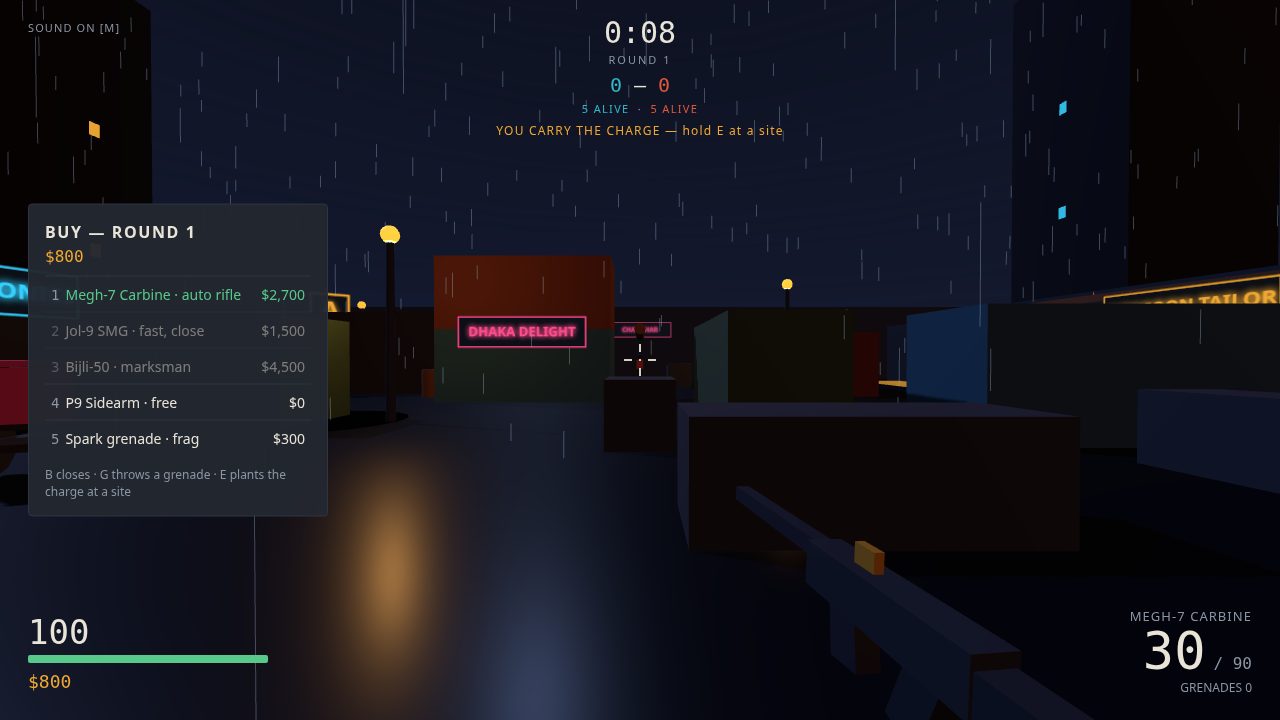 SOUND ON [M]
0:08
ROUND 1
0 — 0
5 ALIVE · 5 ALIVE
YOU CARRY THE CHARGE — hold E at a site
BUY — ROUND 1
$800
1 Megh-7 Carbine · auto rifle $2,700
2 Jol-9 SMG · fast, close $1,500
3 Bijli-50 · marksman $4,500
4 P9 Sidearm · free $0
5 Spark grenade · frag $300
B closes · G throws a grenade · E plants the
charge at a site
DHAKA DELIGHT
TAILOR
100
$800
MEGH-7 CARBINE
30 / 90
GRENADES 0